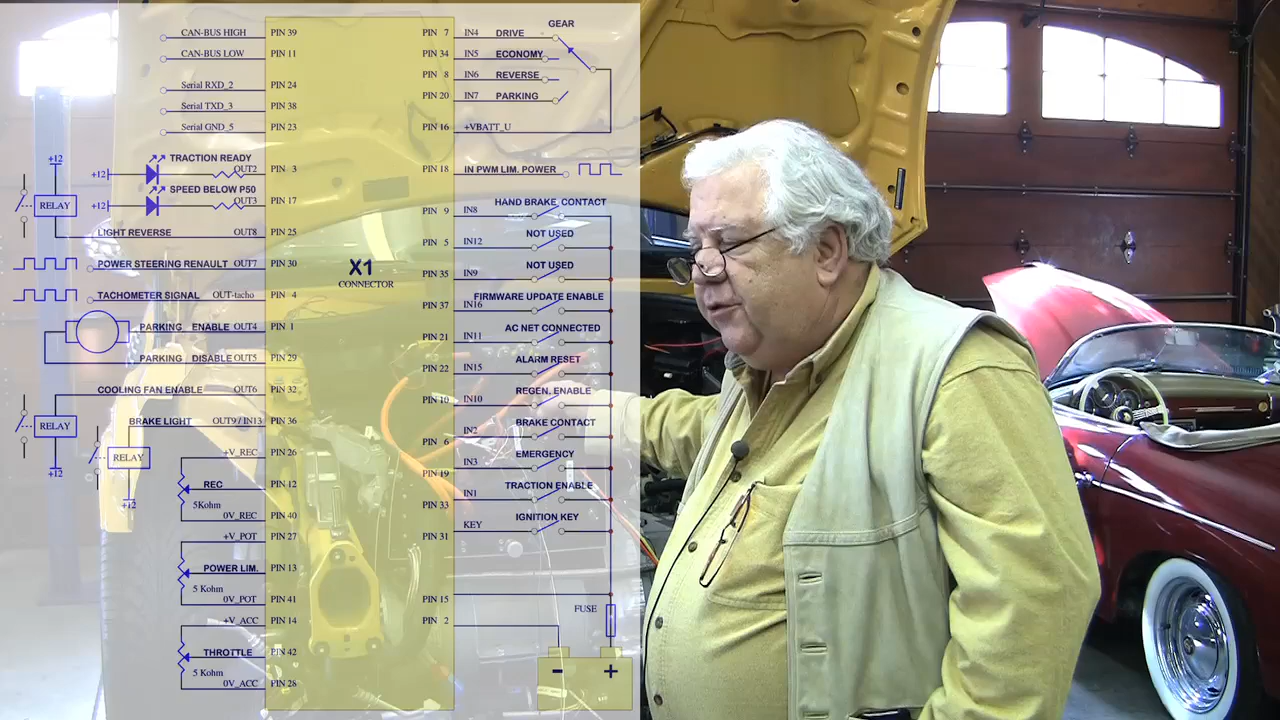 CAN-BUS HIGH PIN 39
CAN-BUS LOW PIN 11
Serial RXD_2 PIN 24
Serial TXD_3 PIN 38
Serial GND_5 PIN 23
+12 TRACTION READY
+12 OUT2 PIN 3
SPEED BELOW P50
RELAY +12 OUT3 PIN 17
LIGHT REVERSE OUT8 PIN 25
POWER STEERING RENAULT OUT7 PIN 30
TACHOMETER SIGNAL OUT-tacho PIN 4
PARKING ENABLE OUT4 PIN 1
PARKING DISABLE OUT5 PIN 29
COOLING FAN ENABLE OUT6 PIN 32
RELAY
BRAKE LIGHT OUT9 / IN13 PIN 36
+12
RELAY
+12
+V_REC PIN 26
REC PIN 12
5Kohm
0V_REC PIN 40
+V_POT PIN 27
POWER LIM. PIN 13
5 Kohm
0V_POT PIN 41
+V_ACC PIN 14
THROTTLE PIN 42
5 Kohm
0V_ACC PIN 28
X1
CONNECTOR
GEAR
PIN 7 IN4 DRIVE
PIN 34 IN5 ECONOMY
PIN 8 IN6 REVERSE
PIN 20 IN7 PARKING
PIN 16 +VBATT_U
PIN 18 IN PWM LIM. POWER
PIN 9 IN8 HAND BRAKE CONTACT
PIN 5 IN12 NOT USED
PIN 35 IN9 NOT USED
PIN 37 IN16 FIRMWARE UPDATE ENABLE
PIN 21 IN11 AC NET CONNECTED
PIN 22 IN15 ALARM RESET
PIN 10 IN10 REGEN. ENABLE
PIN 6 IN2 BRAKE CONTACT
PIN 19 IN3 EMERGENCY
PIN 33 IN1 TRACTION ENABLE
PIN 31 KEY IGNITION KEY
PIN 15
FUSE
PIN 2
- +